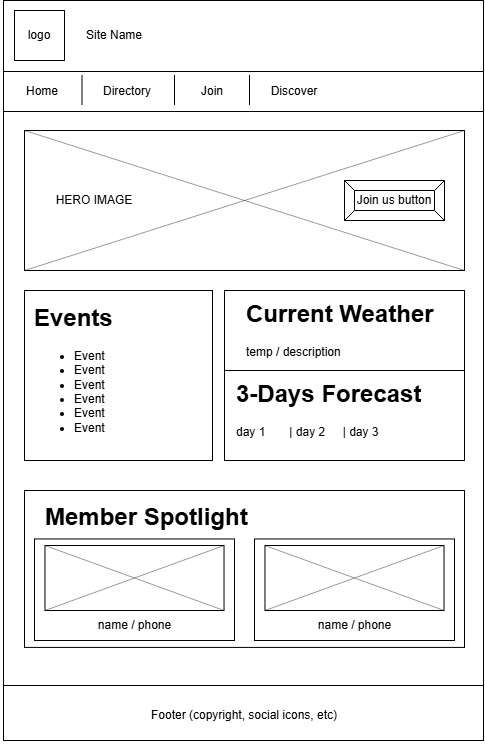 logo
Site Name
Home
Directory
Join
Discover
HERO IMAGE
Join us button
Events
Event
Event
Event
Event
Event
Event
Current Weather
temp / description
3-Days Forecast
day 1 | day 2 | day 3
Member Spotlight
name / phone
name / phone
Footer (copyright, social icons, etc)